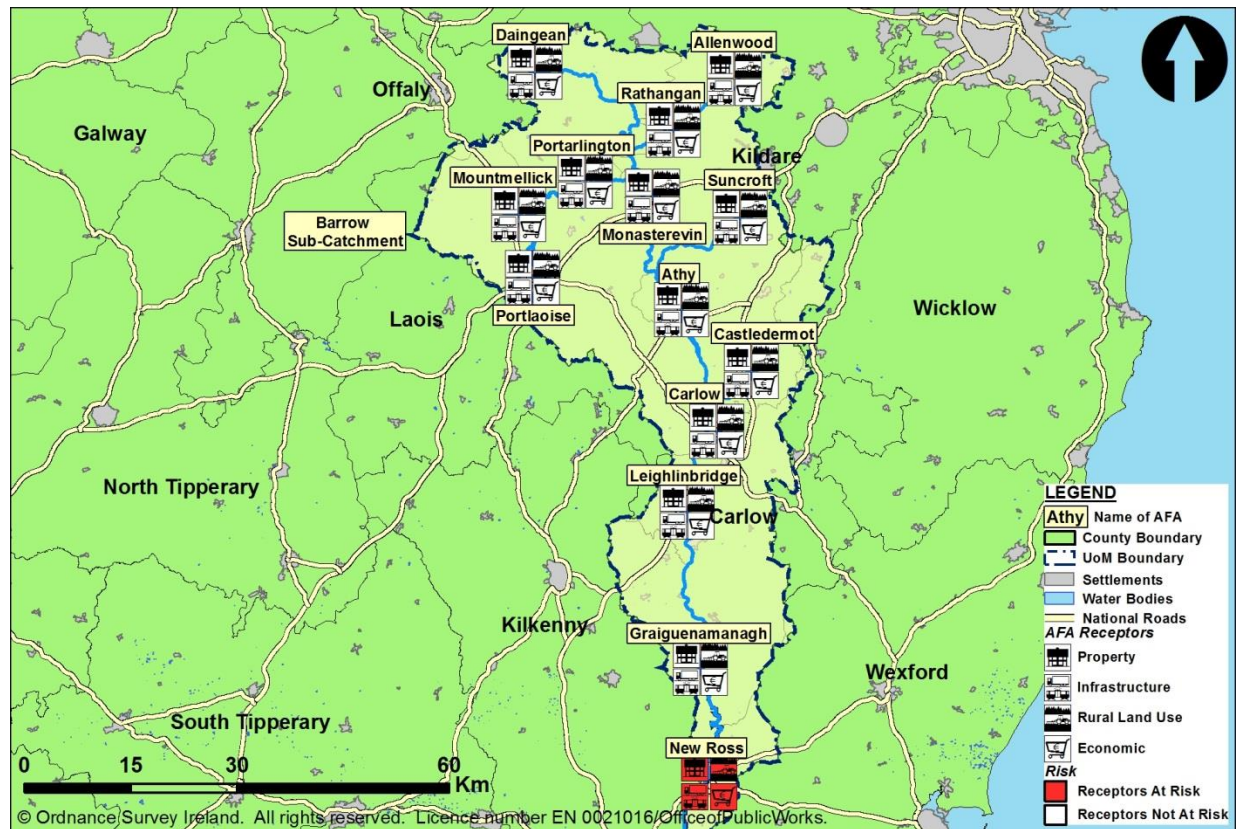 Daingean
Allenwood
Offaly
Rathangan
Galway
Portarlington
Kildare
Mountmellick
Suncroft
Barrow
Sub-Catchment
Monasterevin
Athy
Wicklow
Laois
Portlaoise
Castledermot
Carlow
North Tipperary
Leighlinbridge
Carlow
Kilkenny
Graiguenamanagh
Wexford
South Tipperary
New Ross
0 15 30 60
Km
© Ordnance Survey Ireland. All rights reserved. Licence number EN 0021016/OfficeofPublicWorks.
LEGEND
Athy Name of AFA
County Boundary
UoM Boundary
Settlements
Water Bodies
National Roads
AFA Receptors
Property
Infrastructure
Rural Land Use
Economic
Risk
Receptors At Risk
Receptors Not At Risk